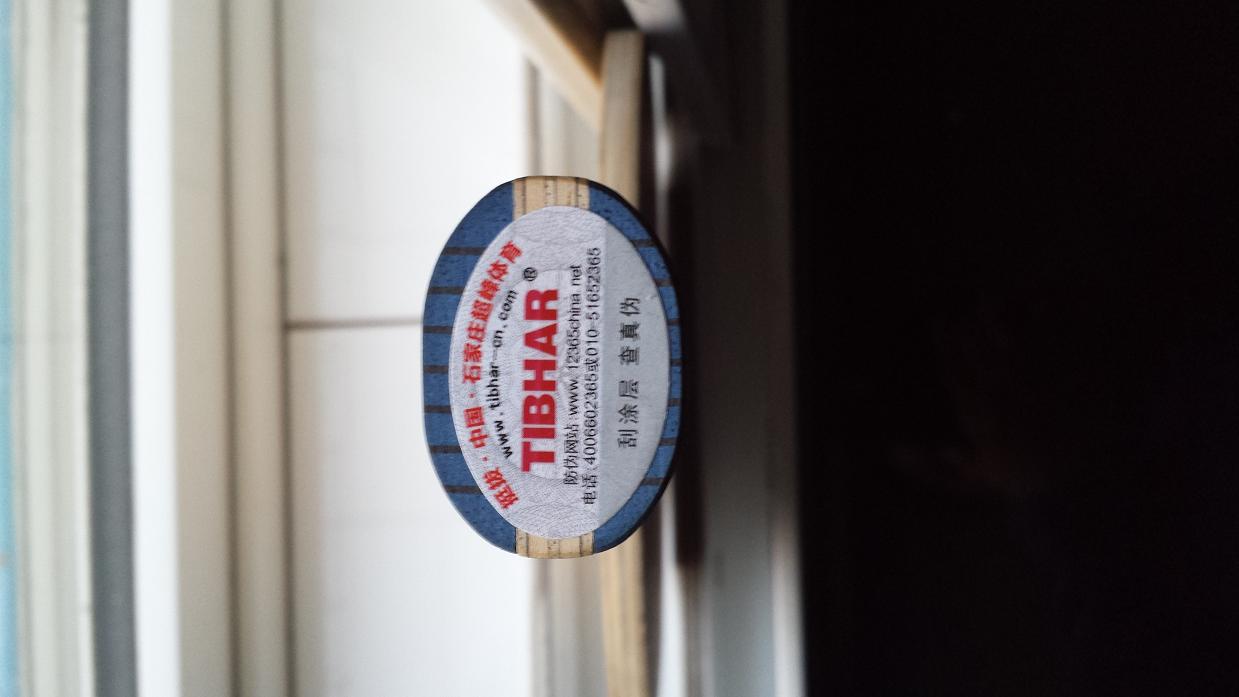 挺拔·中国·石家庄超峰体育
www.tibhar-cn.com
TIBHAR®
防伪网站:www.12365china.net
电话:4006602365或010-51652365
刮涂层 查真伪